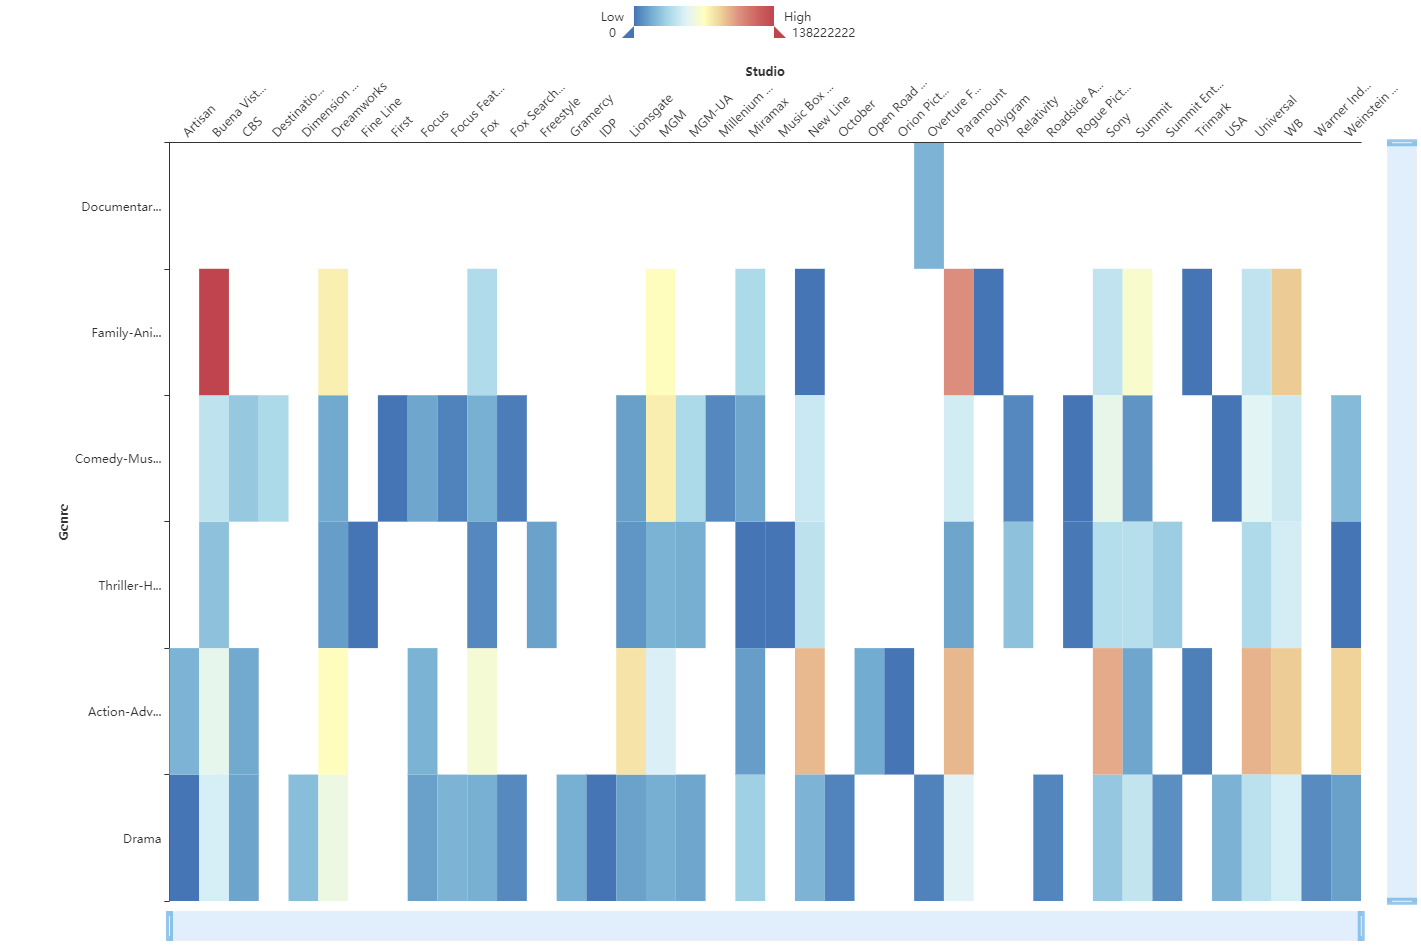 Low
High
0
138222222
Studio
Artisan
Buena Vist...
CBS
Destinatio...
Dimension ...
Dreamworks
Fine Line
First
Focus
Focus Feat...
Fox
Fox Search...
Freestyle
Gramercy
IDP
Lionsgate
MGM
MGM-UA
Millenium ...
Miramax
Music Box ...
New Line
October
Open Road ...
Orion Pict...
Overture F...
Paramount
Polygram
Relativity
Roadside A...
Rogue Pict...
Sony
Summit
Summit Ent...
Trimark
USA
Universal
WB
Warner Ind...
Weinstein ...
Genre
Documentar...
Family-Ani...
Comedy-Mus...
Thriller-H...
Action-Adv...
Drama